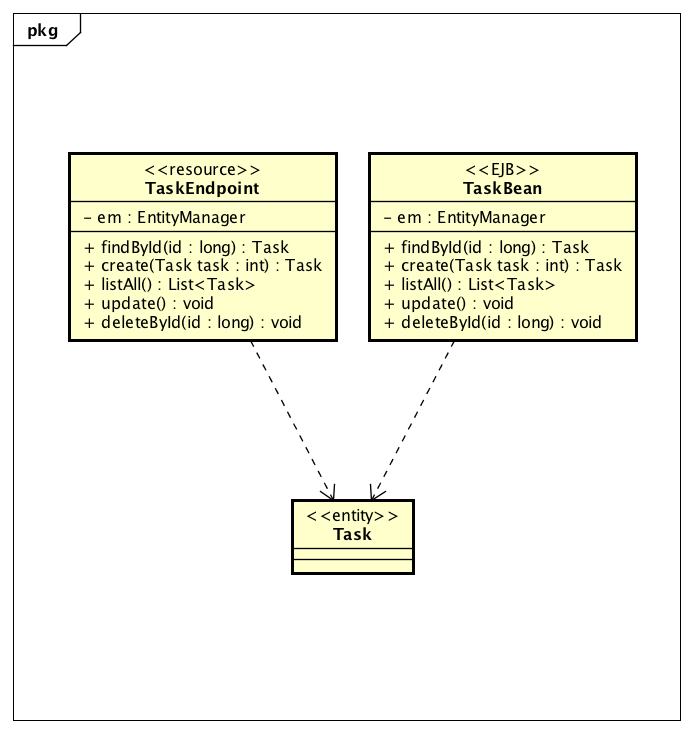 pkg
<<resource>>
TaskEndpoint
– em : EntityManager
+ findById(id : long) : Task
+ create(Task task : int) : Task
+ listAll() : List<Task>
+ update() : void
+ deleteById(id : long) : void
<<EJB>>
TaskBean
– em : EntityManager
+ findById(id : long) : Task
+ create(Task task : int) : Task
+ listAll() : List<Task>
+ update() : void
+ deleteById(id : long) : void
<<entity>>
Task